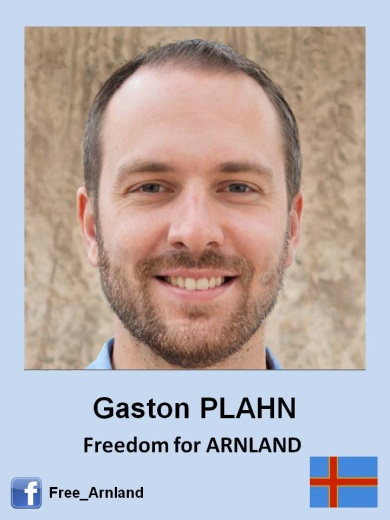 Gaston PLAHN
Freedom for ARNLAND
f Free_Arnland